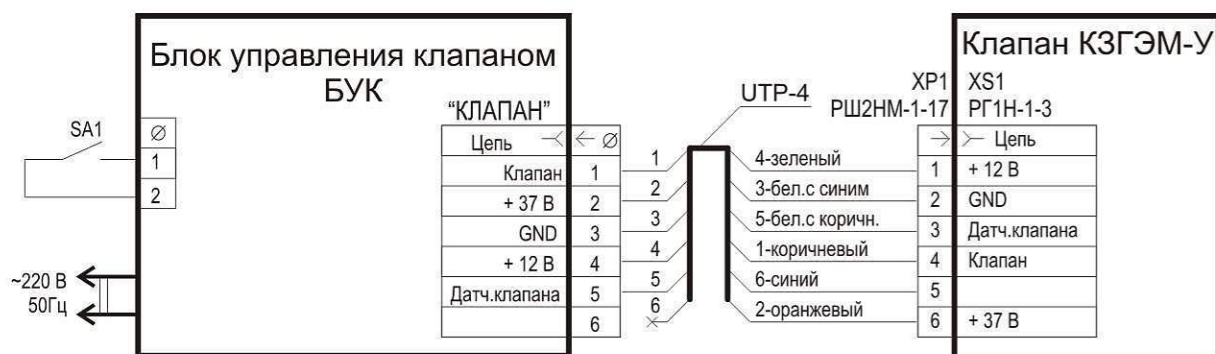 Блок управления клапаном
БУК
SA1
Ø
1
2
~220 В
50Гц
“КЛАПАН”
Цепь Ø
Клапан 1
+ 37 В 2
GND 3
+ 12 В 4
Датч.клапана 5
6
1
2
3
4
5
6
UTP-4
4-зеленый
3-бел.с синим
5-бел.с коричн.
1-коричневый
6-синий
2-оранжевый
Клапан КЗГЭМ-У
XP1 XS1
РШ2НМ-1-17 РГ1Н-1-3
Цепь
1 + 12 В
2 GND
3 Датч.клапана
4 Клапан
5
6 + 37 В